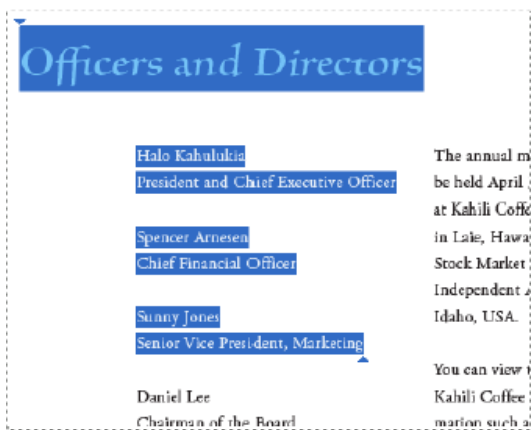 Officers and Directors
Halo Kahulukia
President and Chief Executive Officer
Spencer Arnesen
Chief Financial Officer
Sunny Jones
Senior Vice President, Marketing
Daniel Lee
Chairman of the Board
The annual m
be held April
at Kahili Coff
in Laie, Hawa
Stock Market
Independent
Idaho, USA.
You can view
Kahili Coffee
mation such a